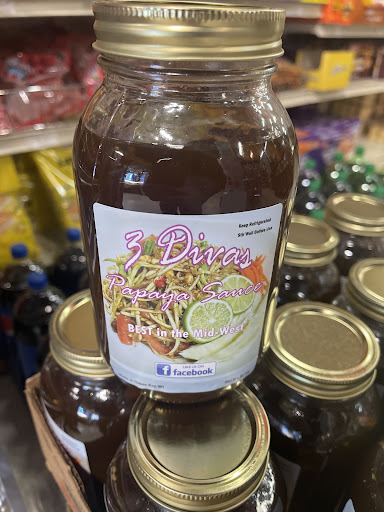 Keep Refrigerated
Stir Well Before Use
3 Divas
Papaya Sauce
BEST in the Mid-West
LIKE US ON
f facebook